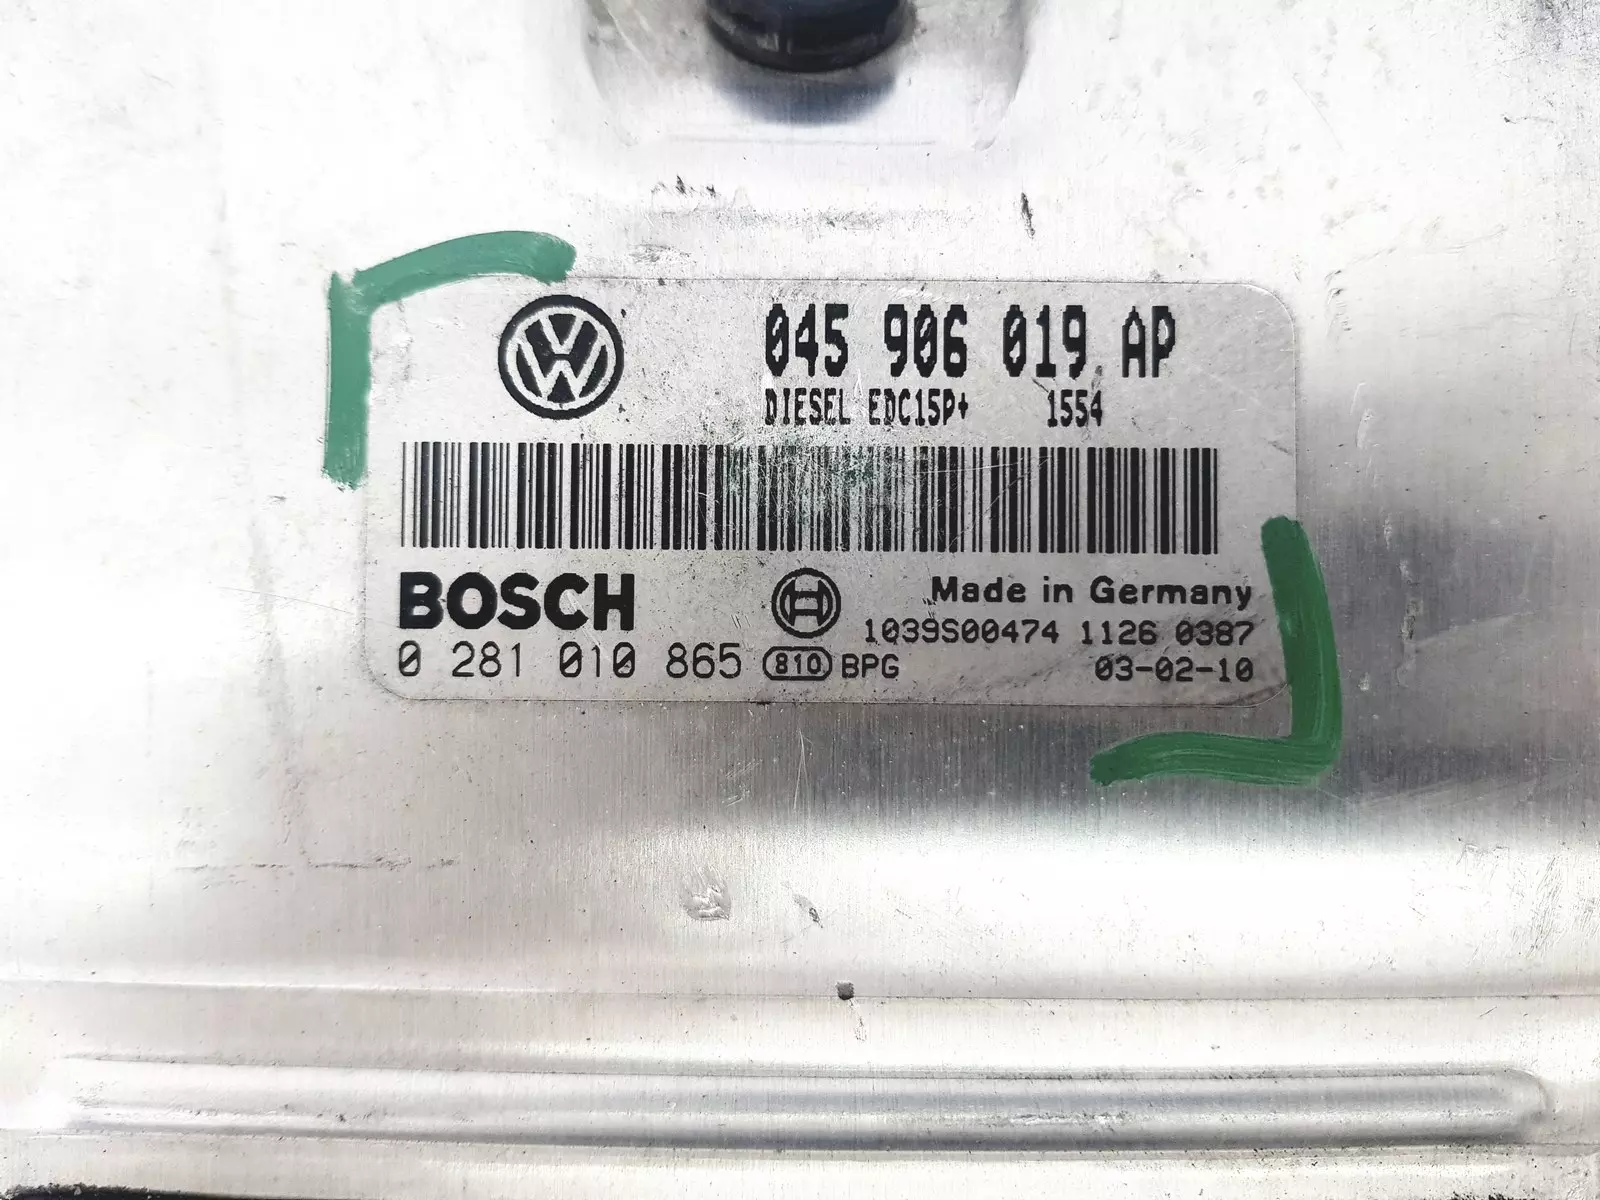 045 906 019 AP
DIESEL EDC15P+ 1554
BOSCH
Made in Germany
1039S00474 1126 0387
0 281 010 865 810 BPG 03-02-10